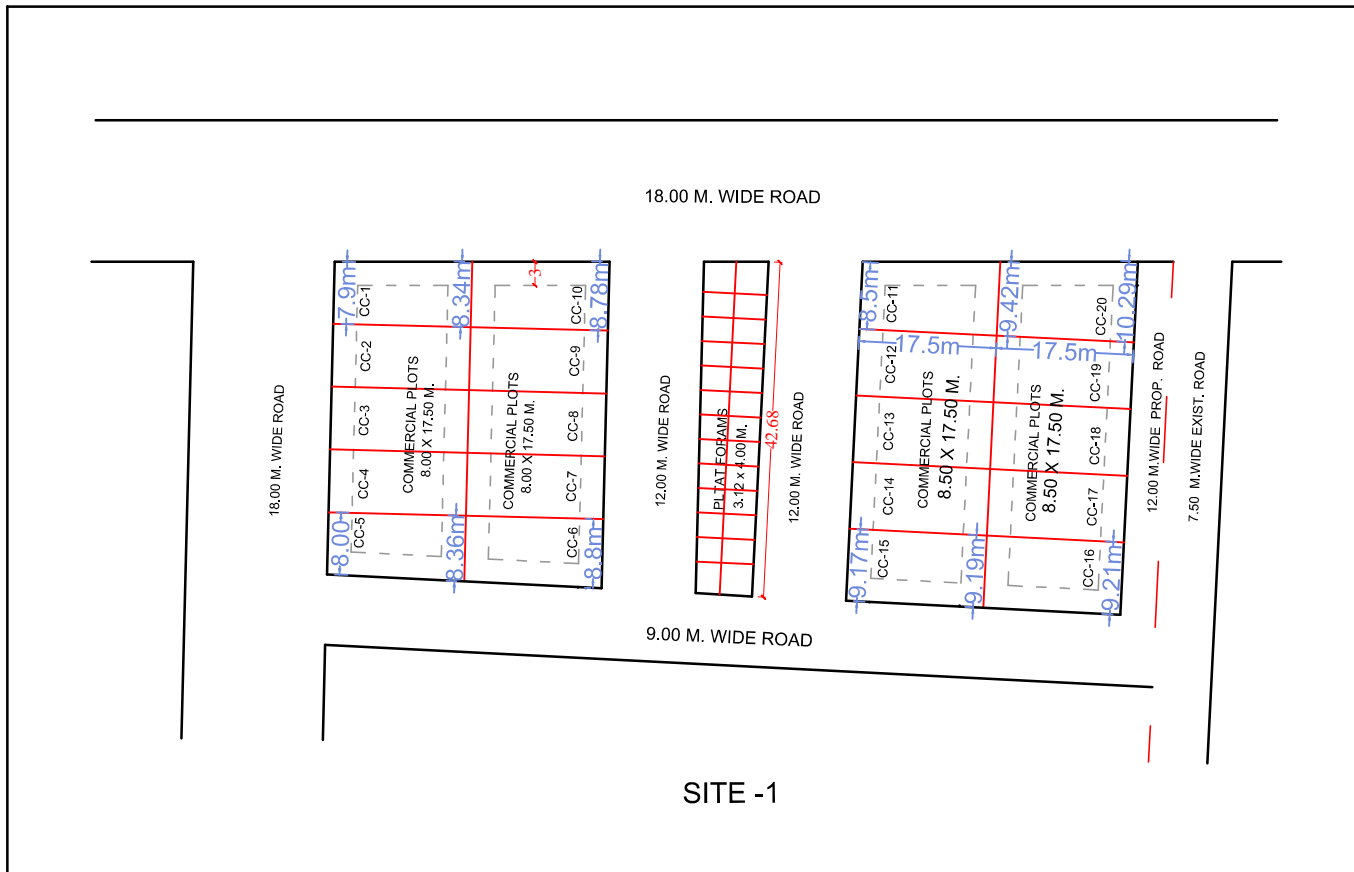 18.00 M. WIDE ROAD
7.9m
CC-1
8.34m
-3-
CC-10
8.78m
8.5m
CC-11
9.42m
CC-20
10.29m
17.5m
17.5m
CC-2
CC-9
CC-12
CC-19
CC-3
CC-8
CC-13
CC-18
CC-4
CC-7
CC-14
CC-17
CC-5
CC-6
CC-15
CC-16
COMMERCIAL PLOTS
8.00 X 17.50 M.
COMMERCIAL PLOTS
8.00 X 17.50 M.
PLTAT FORAMS
3.12 x 4.00 M.
42.68
COMMERCIAL PLOTS
8.50 X 17.50 M.
COMMERCIAL PLOTS
8.50 X 17.50 M.
18.00 M. WIDE ROAD
12.00 M. WIDE ROAD
12.00 M. WIDE ROAD
12.00 M.WIDE PROP. ROAD
7.50 M.WIDE EXIST. ROAD
8.00
8.36m
8.8m
9.17m
9.19m
9.21m
9.00 M. WIDE ROAD
SITE -1